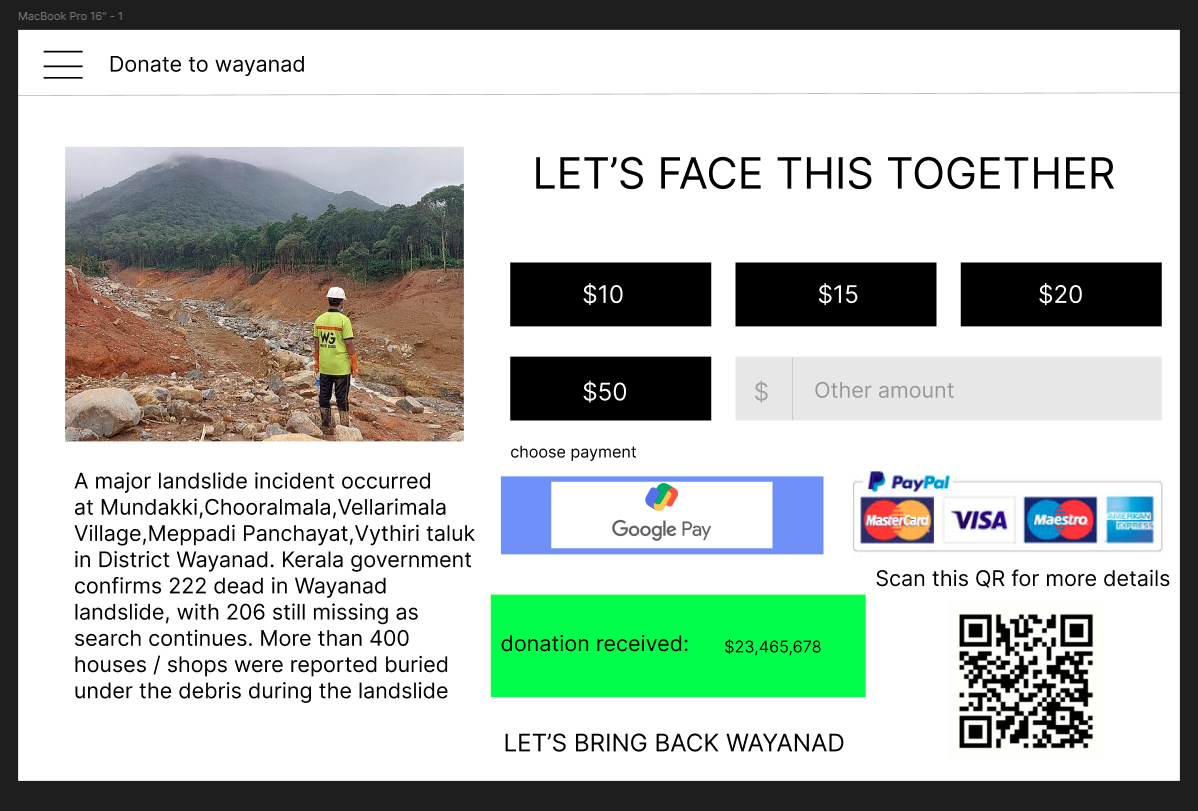 MacBook Pro 16" - 1
Donate to wayanad
LET’S FACE THIS TOGETHER
$10
$15
$20
$50
$
Other amount
WG
A major landslide incident occurred
at Mundakki,Chooralmala,Vellarimala
Village,Meppadi Panchayat,Vythiri taluk
in District Wayanad. Kerala government
confirms 222 dead in Wayanad
landslide, with 206 still missing as
search continues. More than 400
houses / shops were reported buried
under the debris during the landslide
choose payment
Google Pay
PayPal
MasterCard
VISA
Maestro
AMERICAN
EXPRESS
Scan this QR for more details
donation received:
$23,465,678
LET’S BRING BACK WAYANAD